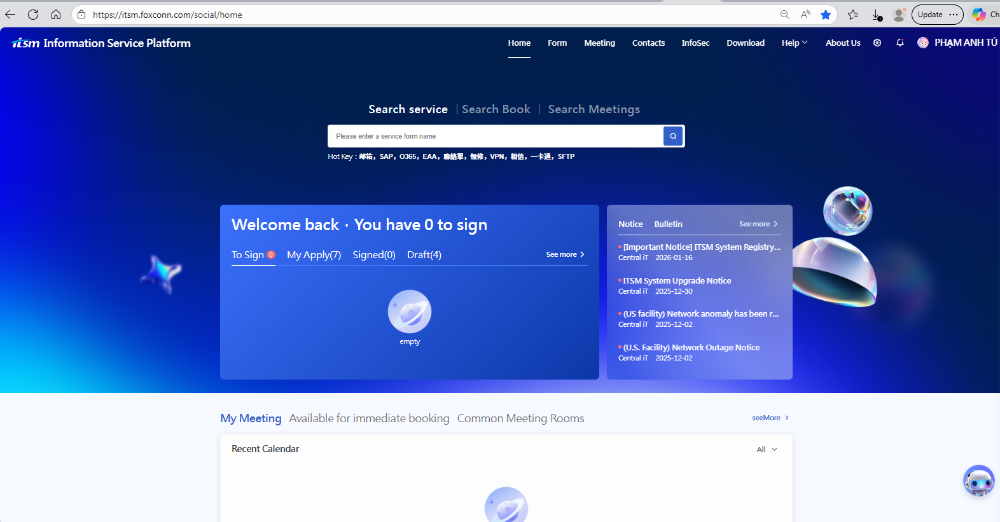 https://itsm.foxconn.com/social/home
Update
itsm Information Service Platform
Home Form Meeting Contacts InfoSec Download Help About Us PHẠM ANH TÚ
Search service Search Book Search Meetings
Please enter a service form name
Hot Key : 邮箱, SAP, O365, EAA, 聯絡單, 報修, VPN, 相信, 一卡通, SFTP
Welcome back · You have 0 to sign
To Sign 0 My Apply(7) Signed(0) Draft(4) See more
empty
Notice Bulletin See more
[Important Notice] ITSM System Registry...
Central iT 2026-01-16
ITSM System Upgrade Notice
Central iT 2025-12-30
(US facility) Network anomaly has been r...
Central iT 2025-12-02
(U.S. Facility) Network Outage Notice
Central iT 2025-12-02
My Meeting Available for immediate booking Common Meeting Rooms seeMore
Recent Calendar All